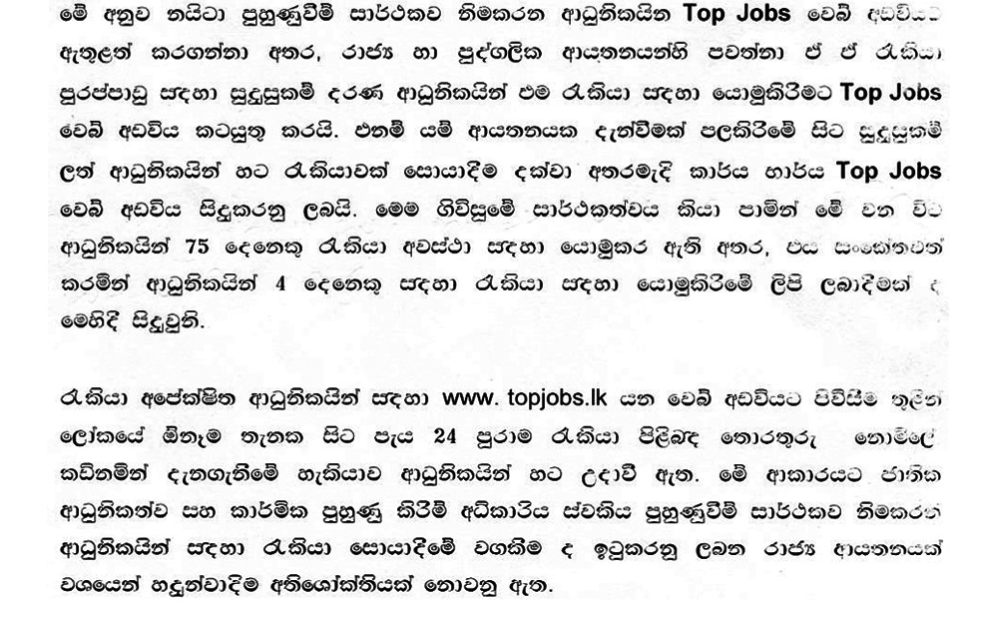 මේ අනුව නයිටා පුහුණුවීම් සාර්ථකව නිමකරන ආධුනිකයින Top Jobs වෙබ් අඩවියට
ඇතුළත් කරගන්නා අතර, රාජ්‍ය හා පුද්ගලික ආයතනයන්හි පවත්නා ඒ ඒ රැකියා
පුරප්පාඩු සඳහා සුදුසුකම් දරණ ආධුනිකයින් එම රැකියා සඳහා යොමුකිරීමට Top Jobs
වෙබ් අඩවිය කටයුතු කරයි. එනම් යම් ආයතනයක දැන්වීමක් පලකිරීමේ සිට සුදුසුකම්
ලත් ආධුනිකයින් හට රැකියාවක් සොයාදීම දක්වා අතරමැදි කාර්ය භාර්ය Top Jobs
වෙබ් අඩවිය සිදුකරනු ලබයි. මෙම ගිවිසුමේ සාර්ථකත්වය කියා පාමින් මේ වන විට
ආධුනිකයින් 75 දෙනෙකු රැකියා අවස්ථා සඳහා යොමුකර ඇති අතර, එය සංකේතවත්
කරමින් ආධුනිකයින් 4 දෙනෙකු සඳහා රැකියා සඳහා යොමුකිරීමේ ලිපි ලබාදීමක් ද
මෙහිදී සිදුවුනි.
රැකියා අපේක්ෂිත ආධුනිකයින් සඳහා www. topjobs.lk යන වෙබ් අඩවියට පිවිසීම තුළින්
ලෝකයේ ඕනෑම තැනක සිට පැය 24 පුරාම රැකියා පිළිබඳ තොරතුරු නොමිලේ
කඩිනමින් දැනගැනීමේ හැකියාව ආධුනිකයින් හට උදාවී ඇත. මේ ආකාරයට ජාතික
ආධුනිකත්ව සහ කාර්මික පුහුණු කිරීම් අධිකාරිය ස්වකිය පුහුණුවීම් සාර්ථකව නිමකරන්
ආධුනිකයින් සඳහා රැකියා සොයාදීමේ වගකීම ද ඉටුකරනු ලබන රාජ්‍ය ආයතනයක්
වශයෙන් හඳුන්වාදිම අතිශෝක්තියක් නොවනු ඇත.